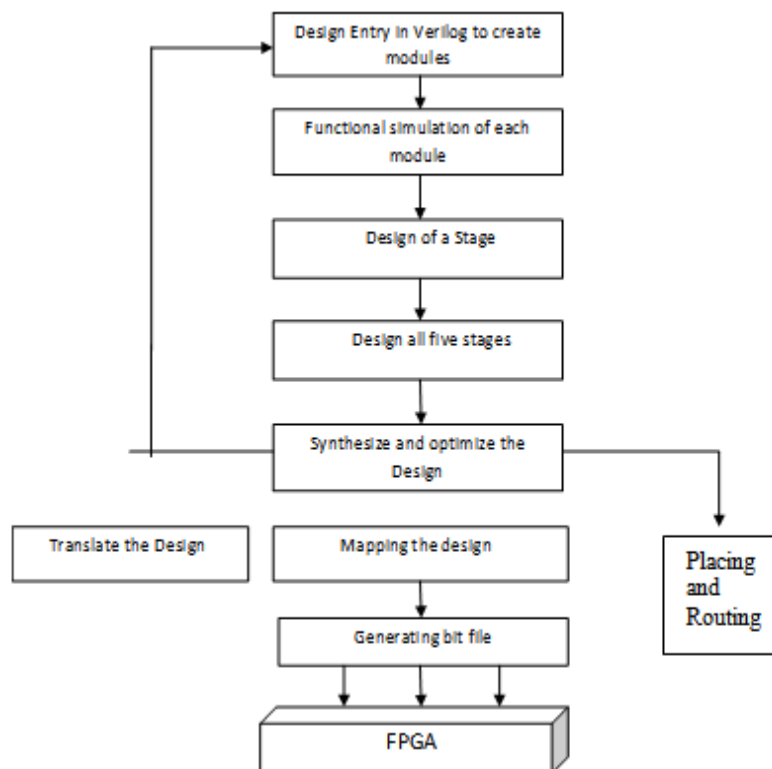 Design Entry in Verilog to create
modules
Functional simulation of each
module
Design of a Stage
Design all five stages
Synthesize and optimize the
Design
Translate the Design
Mapping the design
Placing
and
Routing
Generating bit file
FPGA